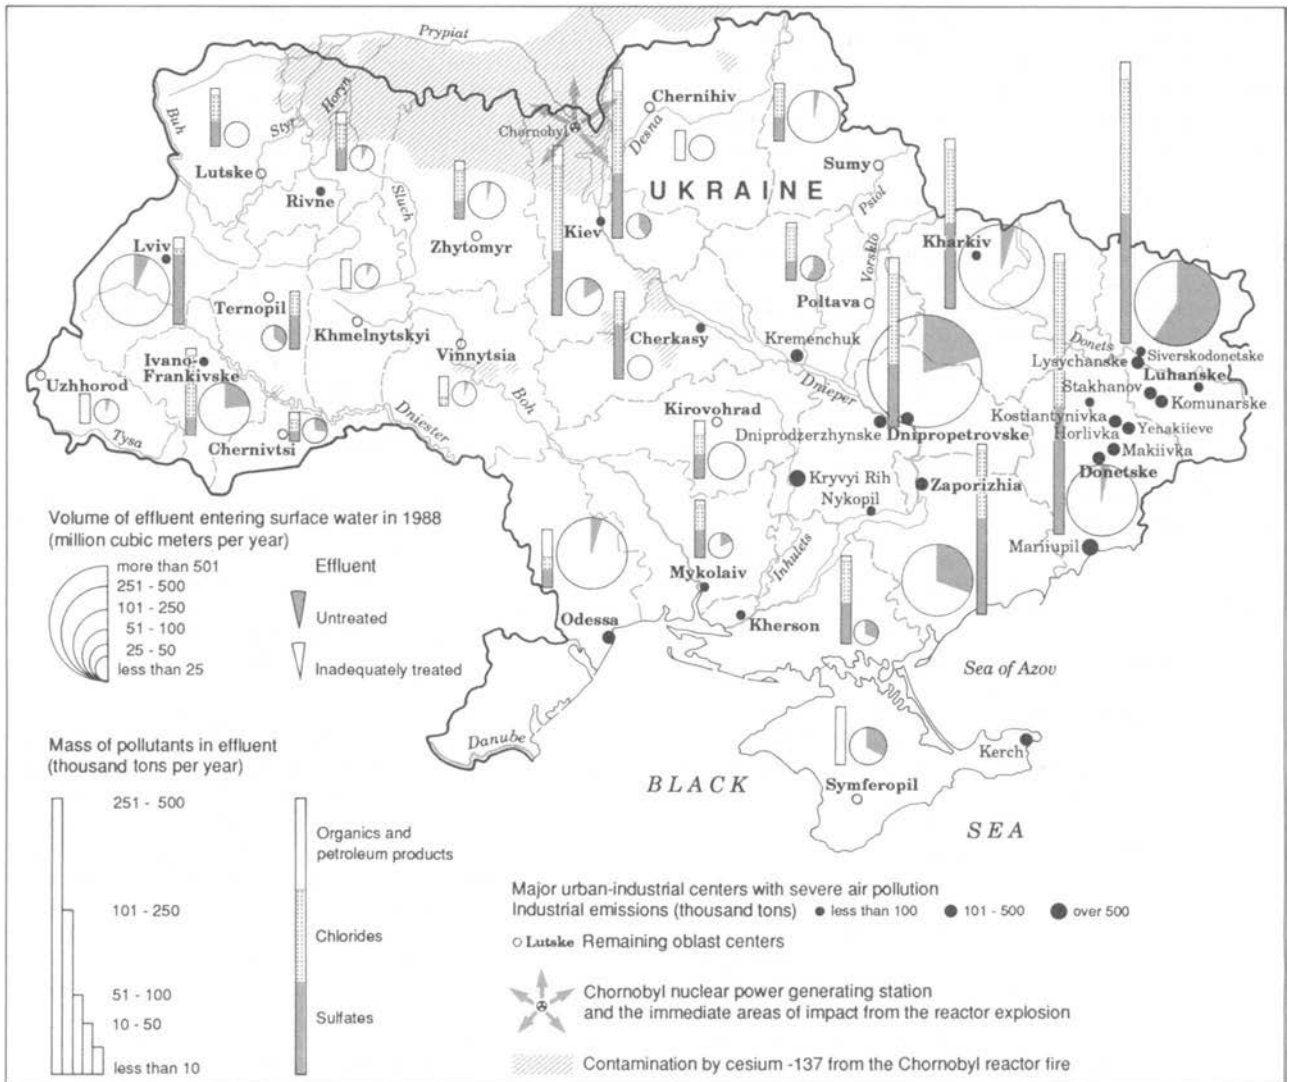 Prypiat
Chernihiv
Buh
Styr
Horyn
Chornobyl
Desna
Lutske
Sumy
UKRAINE
Rivne
Sluch
Psiol
Kiev
Zhytomyr
Lviv
Kharkiv
Vorsklo
Ternopil
Poltava
Khmelnytskyi
Cherkasy
Kremenchuk
Donets
Siverskodonetske
Lysychanske
Luhanske
Ivano-
Frankivske
Vinnytsia
Stakhanov
Komunarske
Uzhhorod
Boh
Dnieper
Kirovohrad
Kostiantynivka
Yenakiieve
Tysa
Chernivtsi
Dniester
Dniprodzerzhynske
Dnipropetrovske
Horlivka
Makiivka
Donetske
Kryvyi Rih
Zaporizhia
Nykopil
Mariiupil
Inhulets
Mykolaiv
Odessa
Kherson
Sea of Azov
Danube
Kerch
BLACK
Symferopil
SEA
Volume of effluent entering surface water in 1988
(million cubic meters per year)
more than 501
251 - 500
101 - 250
51 - 100
25 - 50
less than 25
Effluent
Untreated
Inadequately treated
Mass of pollutants in effluent
(thousand tons per year)
251 - 500
101 - 250
51 - 100
10 - 50
less than 10
Organics and
petroleum products
Chlorides
Sulfates
Major urban-industrial centers with severe air pollution
Industrial emissions (thousand tons) less than 100 101 - 500 over 500
Lutske Remaining oblast centers
Chornobyl nuclear power generating station
and the immediate areas of impact from the reactor explosion
Contamination by cesium -137 from the Chornobyl reactor fire